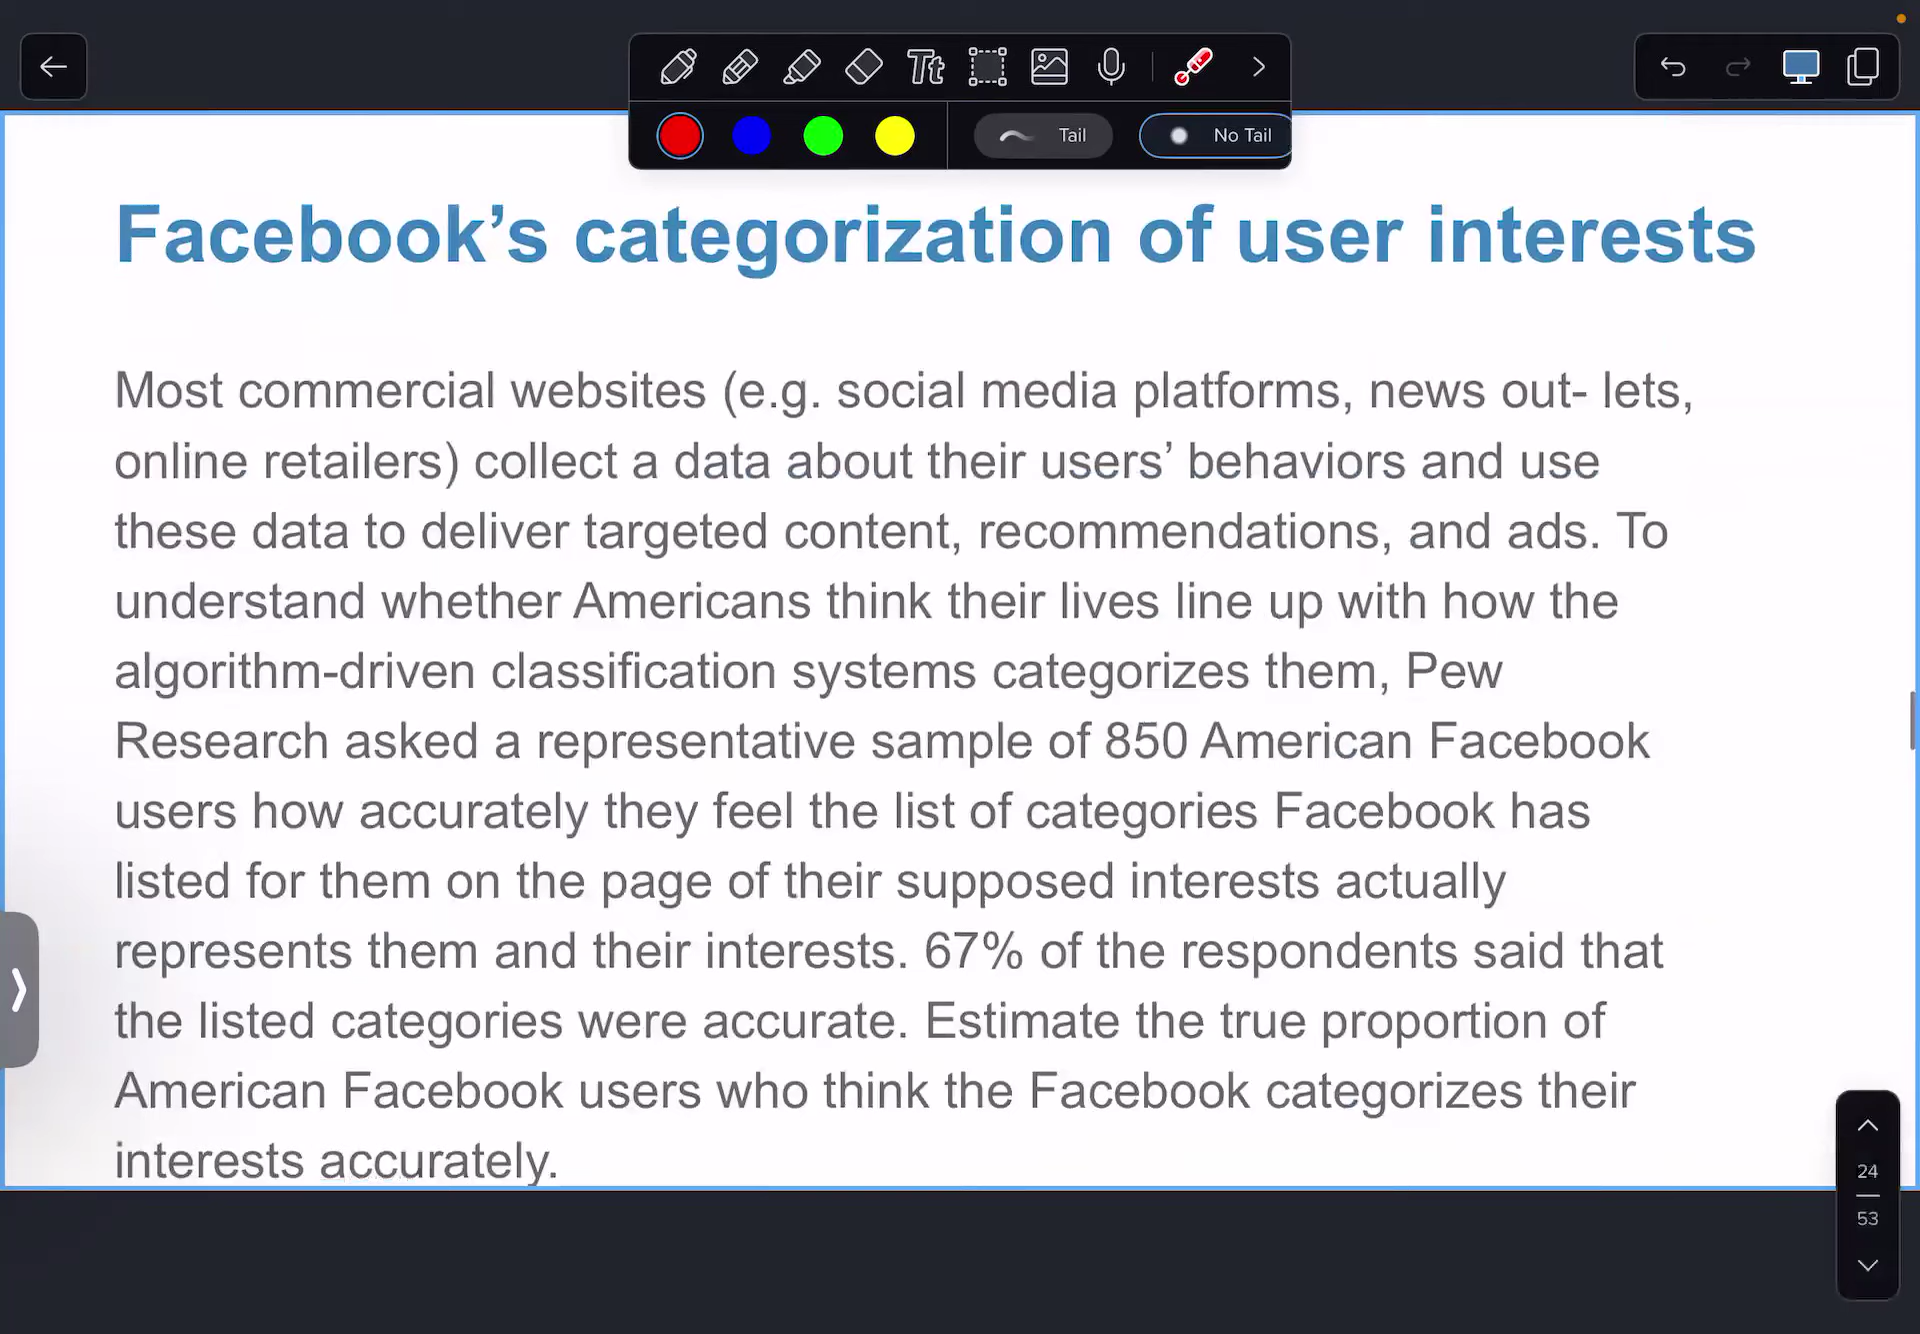 Tt
Tail
No Tail
Facebook’s categorization of user interests
Most commercial websites (e.g. social media platforms, news out- lets,
online retailers) collect a data about their users’ behaviors and use
these data to deliver targeted content, recommendations, and ads. To
understand whether Americans think their lives line up with how the
algorithm-driven classification systems categorizes them, Pew
Research asked a representative sample of 850 American Facebook
users how accurately they feel the list of categories Facebook has
listed for them on the page of their supposed interests actually
represents them and their interests. 67% of the respondents said that
the listed categories were accurate. Estimate the true proportion of
American Facebook users who think the Facebook categorizes their
interests accurately.
24
53